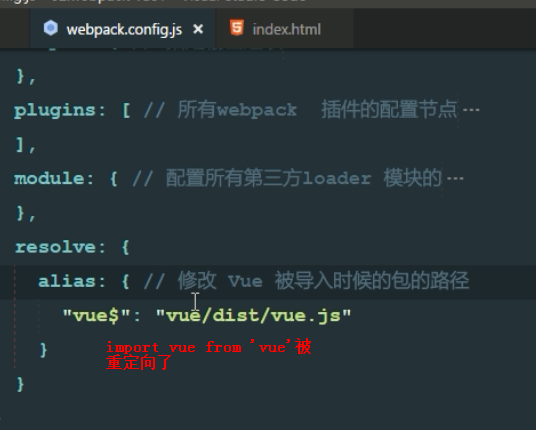 webpack.config.js × index.html
},
plugins: [ // 所有webpack 插件的配置节点…
],
module: { // 配置所有第三方loader 模块的…
},
resolve: {
alias: { // 修改 Vue 被导入时候的包的路径
"vue$": "vue/dist/vue.js"
}
import vue from 'vue'被
重定向了
}